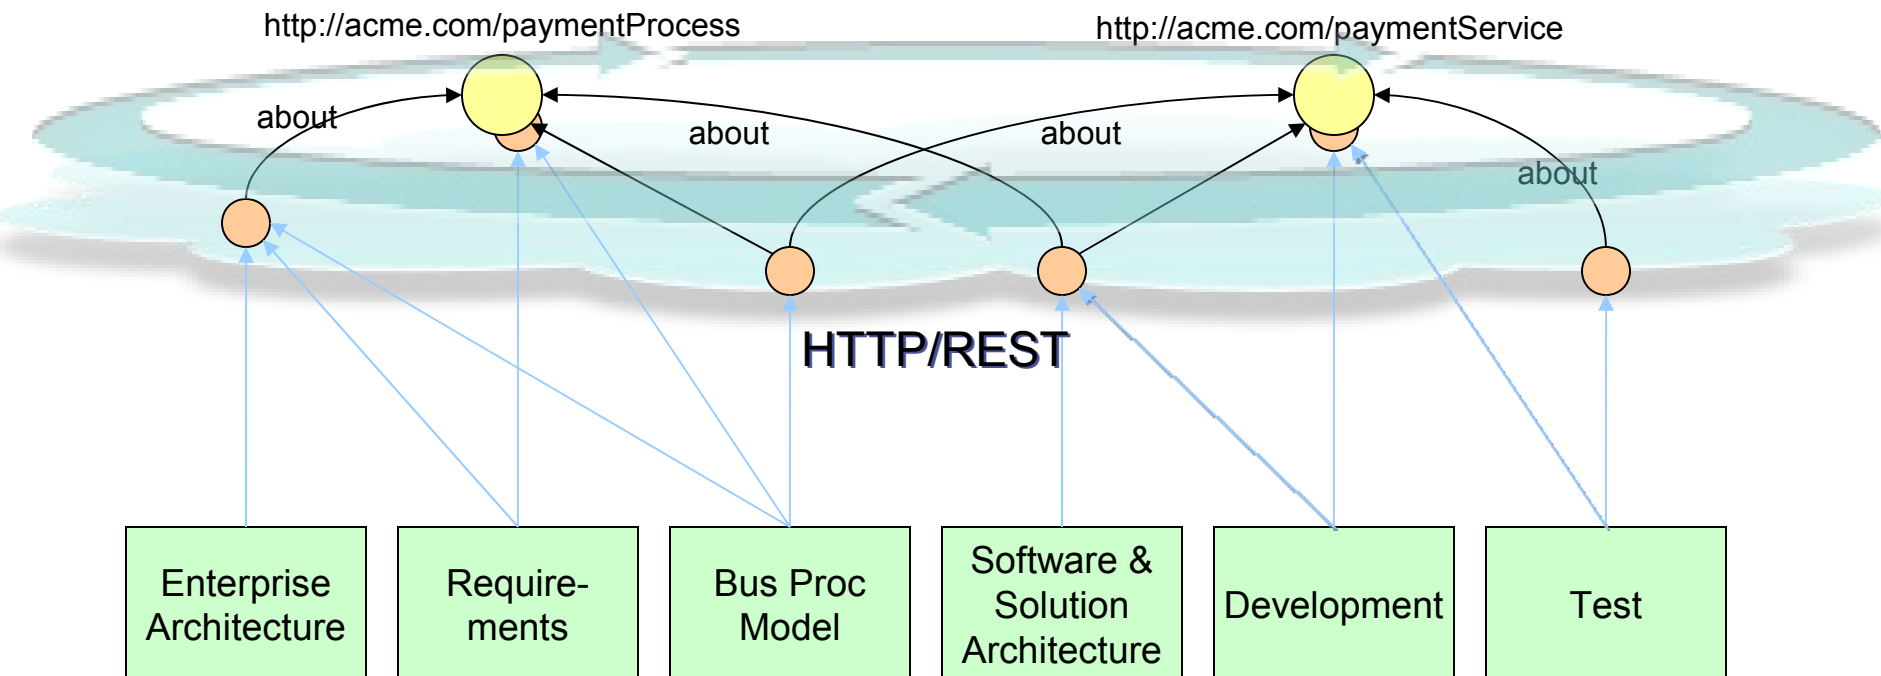 http://acme.com/paymentProcess
http://acme.com/paymentService
about
about
about
about
HTTP/REST
Enterprise
Architecture
Require-
ments
Bus Proc
Model
Software &
Solution
Architecture
Development
Test